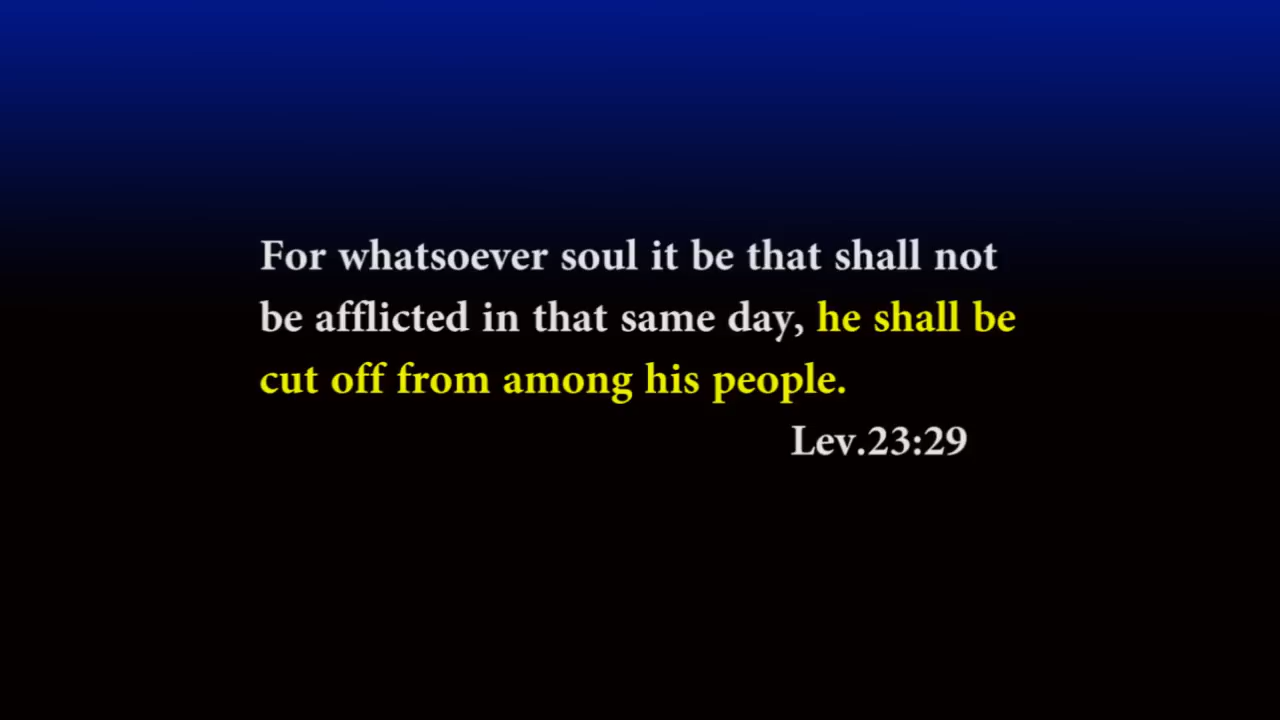 For whatsoever soul it be that shall not
be afflicted in that same day, he shall be
cut off from among his people.
Lev.23:29